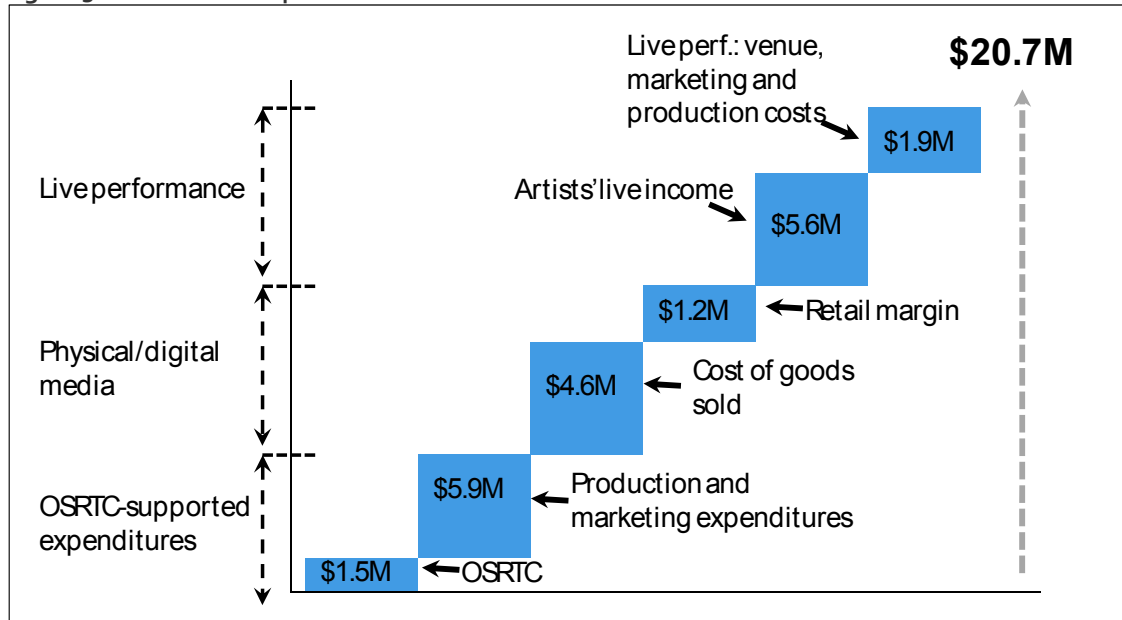 Live perf.: venue,
marketing and
production costs
$20.7M
$1.9M
Live performance
Artists' live income
$5.6M
$1.2M
Retail margin
Physical/digital
media
$4.6M
Cost of goods
sold
$5.9M
Production and
marketing expenditures
OSRTC-supported
expenditures
$1.5M
OSRTC